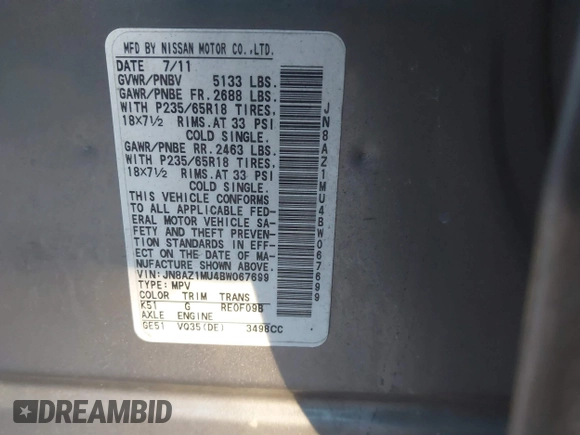 MFD BY NISSAN MOTOR CO.,LTD.
DATE 7/11
GVWR/PNBV 5133 LBS.
GAWR/PNBE FR. 2688 LBS.
WITH P235/65R18 TIRES,
18×7½ RIMS. AT 33 PSI
COLD SINGLE.
GAWR/PNBE RR. 2463 LBS.
WITH P235/65R18 TIRES.
18×7½ RIMS. AT 33 PSI
COLD SINGLE.
THIS VEHICLE CONFORMS
TO ALL APPLICABLE FED-
ERAL MOTOR VEHICLE SA-
FETY AND THEFT PREVEN-
TION STANDARDS IN EFF-
ECT ON THE DATE OF MA-
NUFACTURE SHOWN ABOVE.
VIN: JN8AZ1MU4BW067699
TYPE: MPV
COLOR TRIM TRANS
K51 G RE0F09B
AXLE ENGINE
GE51 VQ35(DE) 3498CC
JN8AZ1MU4BW067699
DREAMBID